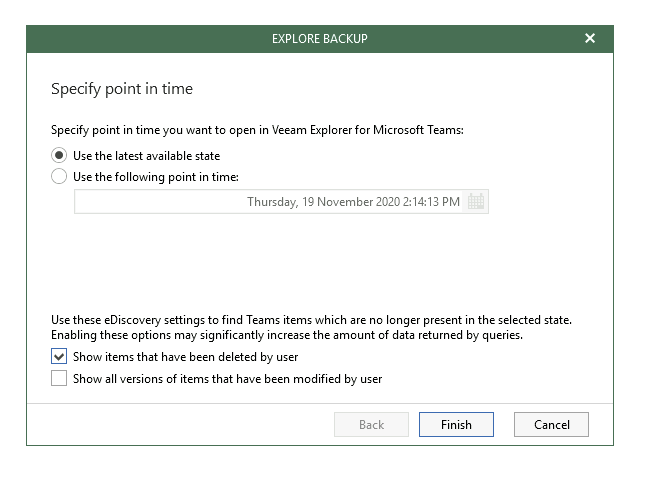 EXPLORE BACKUP
Specify point in time
Specify point in time you want to open in Veeam Explorer for Microsoft Teams:
Use the latest available state
Use the following point in time:
Thursday, 19 November 2020 2:14:13 PM
Use these eDiscovery settings to find Teams items which are no longer present in the selected state.
Enabling these options may significantly increase the amount of data returned by queries.
Show items that have been deleted by user
Show all versions of items that have been modified by user
Back Finish Cancel